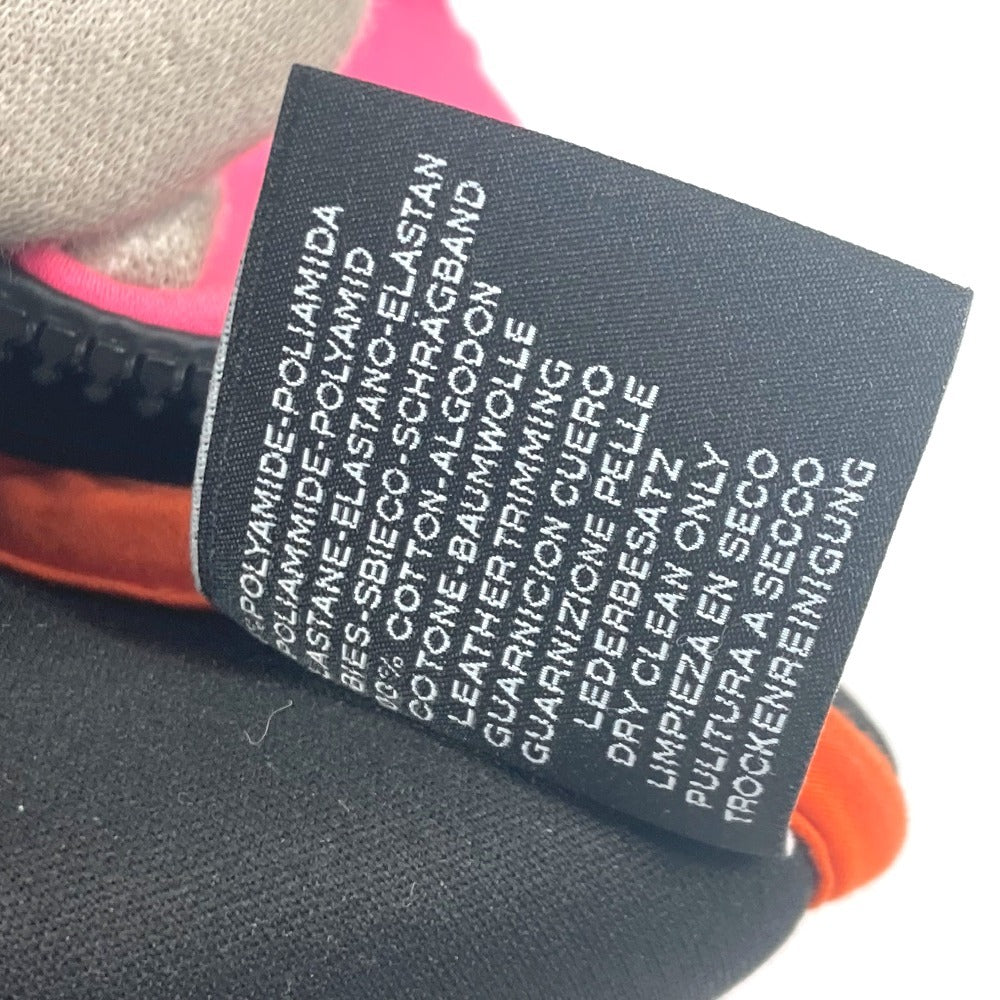 POLYAMIDE-POLIAMIDA
POLIAMMIDE-POLYAMID
ASTANE-ELASTANO-ELASTAN
BIES-SBIECO-SCHRÄGBAND
COTTON-ALGODON
COTONE-BAUMWOLLE
LEATHER TRIMMING
GUARNICION CUERO
GUARNIZIONE PELLE
LEDERBESATZ
DRY CLEAN ONLY
LIMPIEZA EN SECO
PULITURA A SECCO
TROCKENREINIGUNG